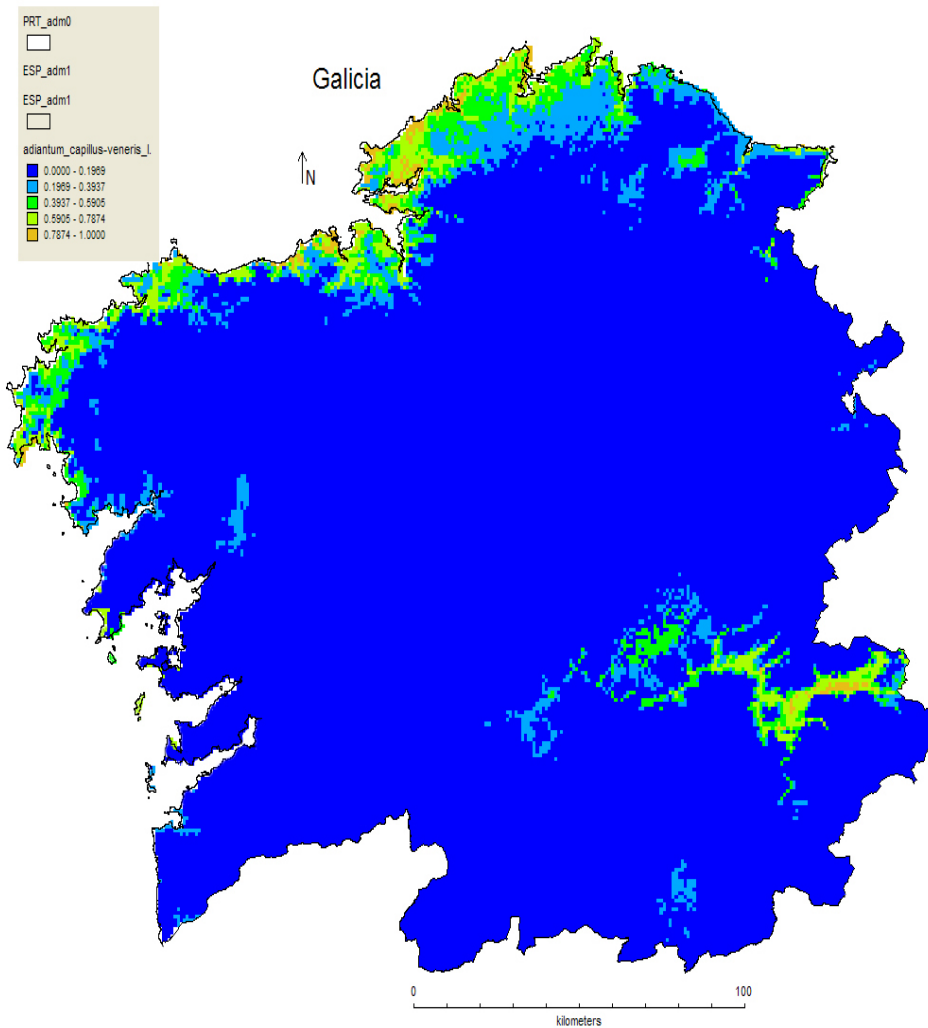 PRT_adm0
ESP_adm1
ESP_adm1
adiantum_capillus-veneris_l.
0.0000 - 0.1969
0.1969 - 0.3937
0.3937 - 0.5905
0.5905 - 0.7874
0.7874 - 1.0000
Galicia
N
0 100
kilometers